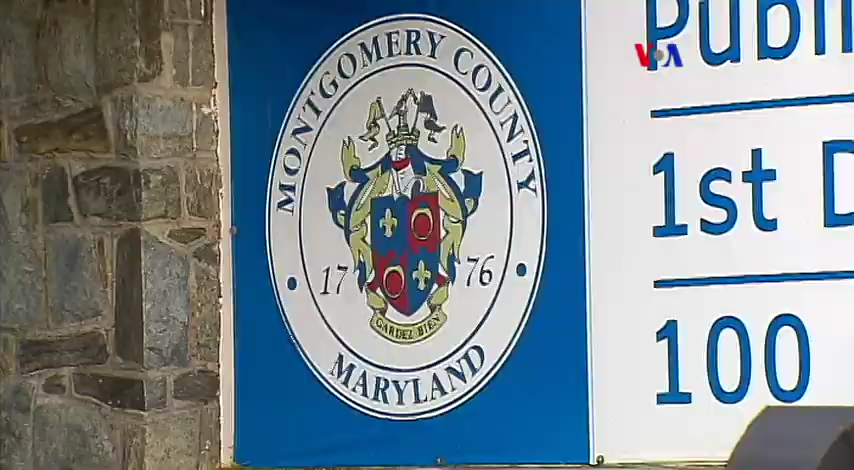 MONTGOMERY COUNTY
17 76
GARDEZ BIEN
MARYLAND
VOA
1st D
100